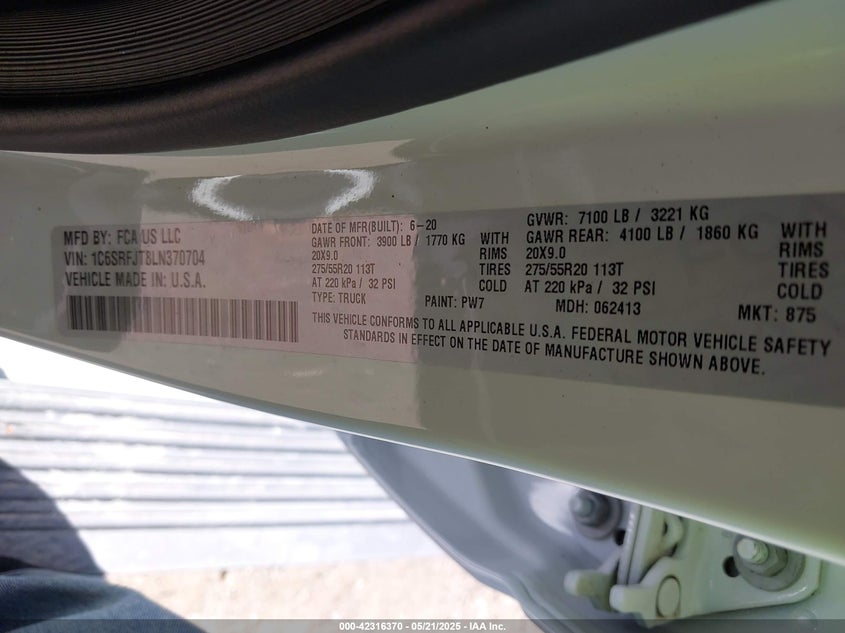 MFD BY: FCA US LLC
VIN: 1C6SRFJT8LN370704
VEHICLE MADE IN: U.S.A.
DATE OF MFR(BUILT): 6-20
GAWR FRONT: 3900 LB / 1770 KG WITH
20X9.0 RIMS
275/55R20 113T TIRES
AT 220 kPa / 32 PSI COLD
TYPE: TRUCK PAINT: PW7
GVWR: 7100 LB / 3221 KG
GAWR REAR: 4100 LB / 1860 KG WITH
20X9.0 RIMS
275/55R20 113T TIRES
AT 220 kPa / 32 PSI COLD
MDH: 062413 MKT: 875
THIS VEHICLE CONFORMS TO ALL APPLICABLE U.S.A. FEDERAL MOTOR VEHICLE SAFETY
STANDARDS IN EFFECT ON THE DATE OF MANUFACTURE SHOWN ABOVE.
000-42316370 - 05/21/2025 - IAA Inc.